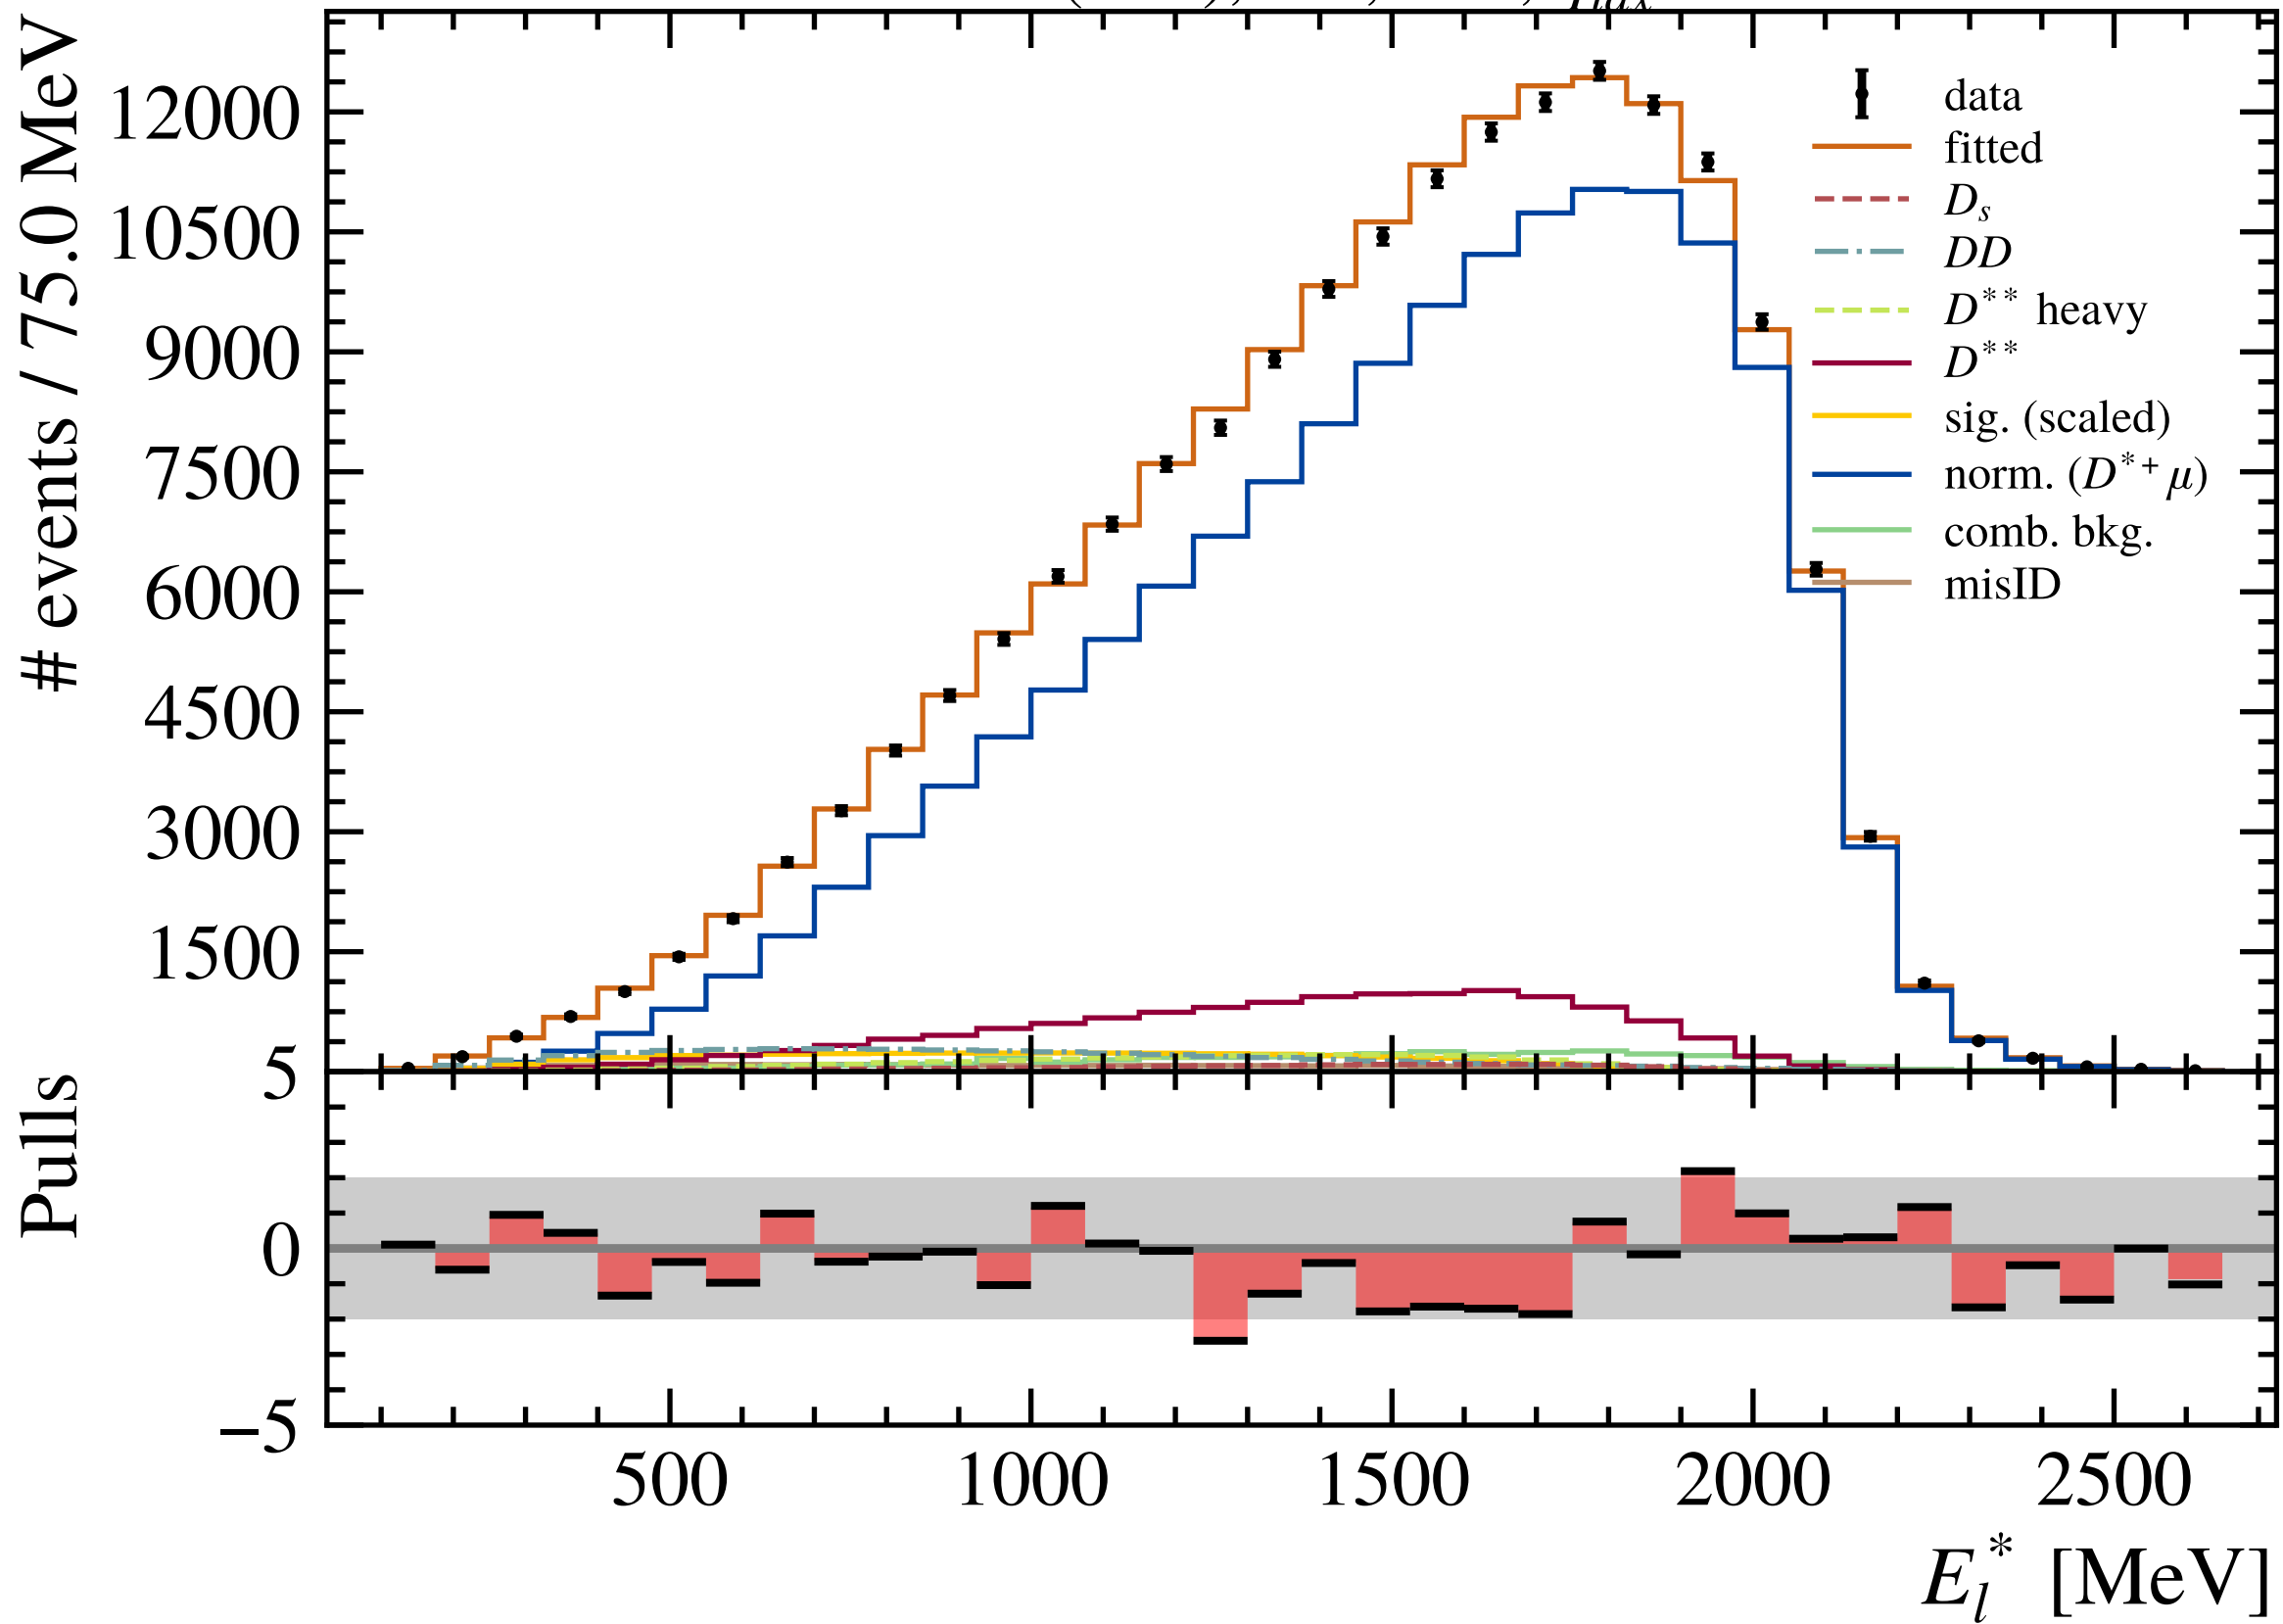 # events / 75.0 MeV
12000
10500
9000
7500
6000
4500
3000
1500
data
fitted
D_s
DD
D** heavy
D**
sig. (scaled)
norm. (D*+ μ)
comb. bkg.
misID
Pulls
5
0
−5
500 1000 1500 2000 2500
E_l* [MeV]